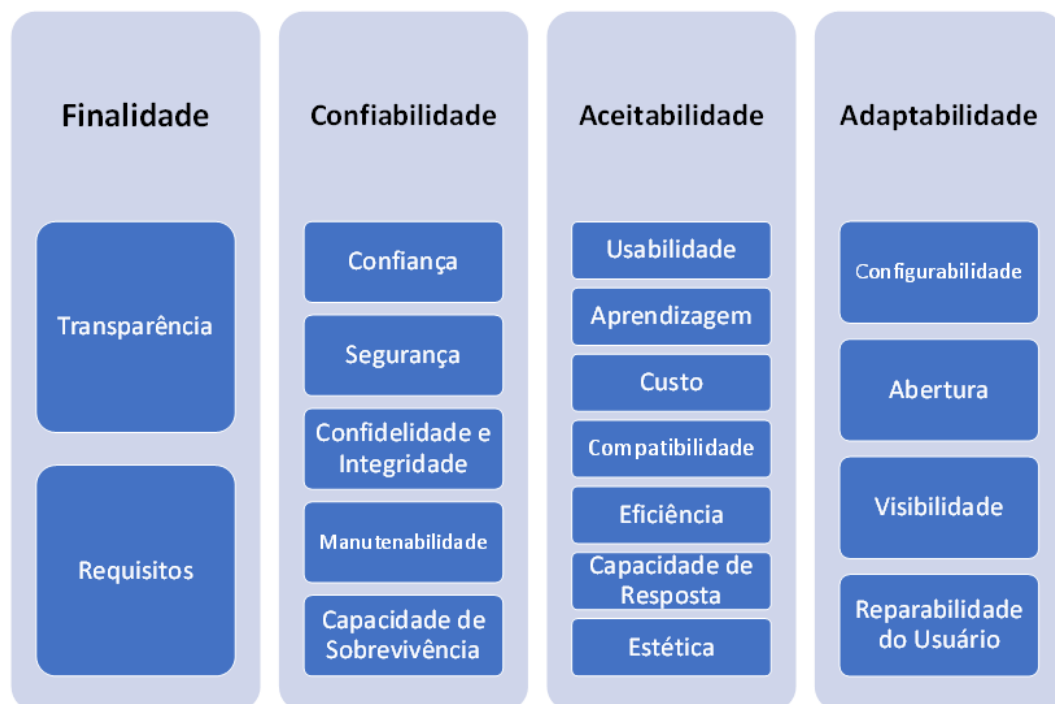 Finalidade
Transparência
Requisitos
Confiabilidade
Confiança
Segurança
Confidelidade e
Integridade
Manutenabilidade
Capacidade de
Sobrevivência
Aceitabilidade
Usabilidade
Aprendizagem
Custo
Compatibilidade
Eficiência
Capacidade de
Resposta
Estética
Adaptabilidade
Configurabilidade
Abertura
Visibilidade
Reparabilidade
do Usuário